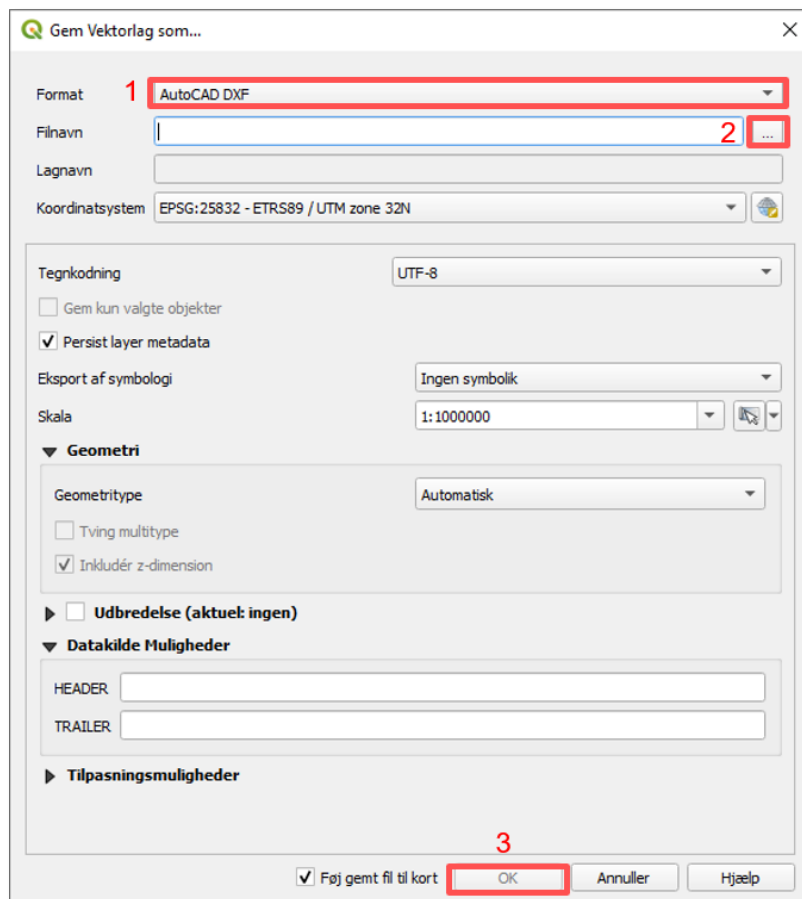 Gem Vektorlag som...
Format 1 AutoCAD DXF
Filnavn 2 ...
Lagnavn
Koordinatsystem EPSG:25832 - ETRS89 / UTM zone 32N
Tegnkodning UTF-8
Gem kun valgte objekter
Persist layer metadata
Eksport af symbologi Ingen symbolik
Skala 1:1000000
Geometri
Geometritype Automatisk
Tving multitype
Inkludér z-dimension
Udbredelse (aktuel: ingen)
Datakilde Muligheder
HEADER
TRAILER
Tilpasningsmuligheder
3
Føj gemt fil til kort OK Annuller Hjælp